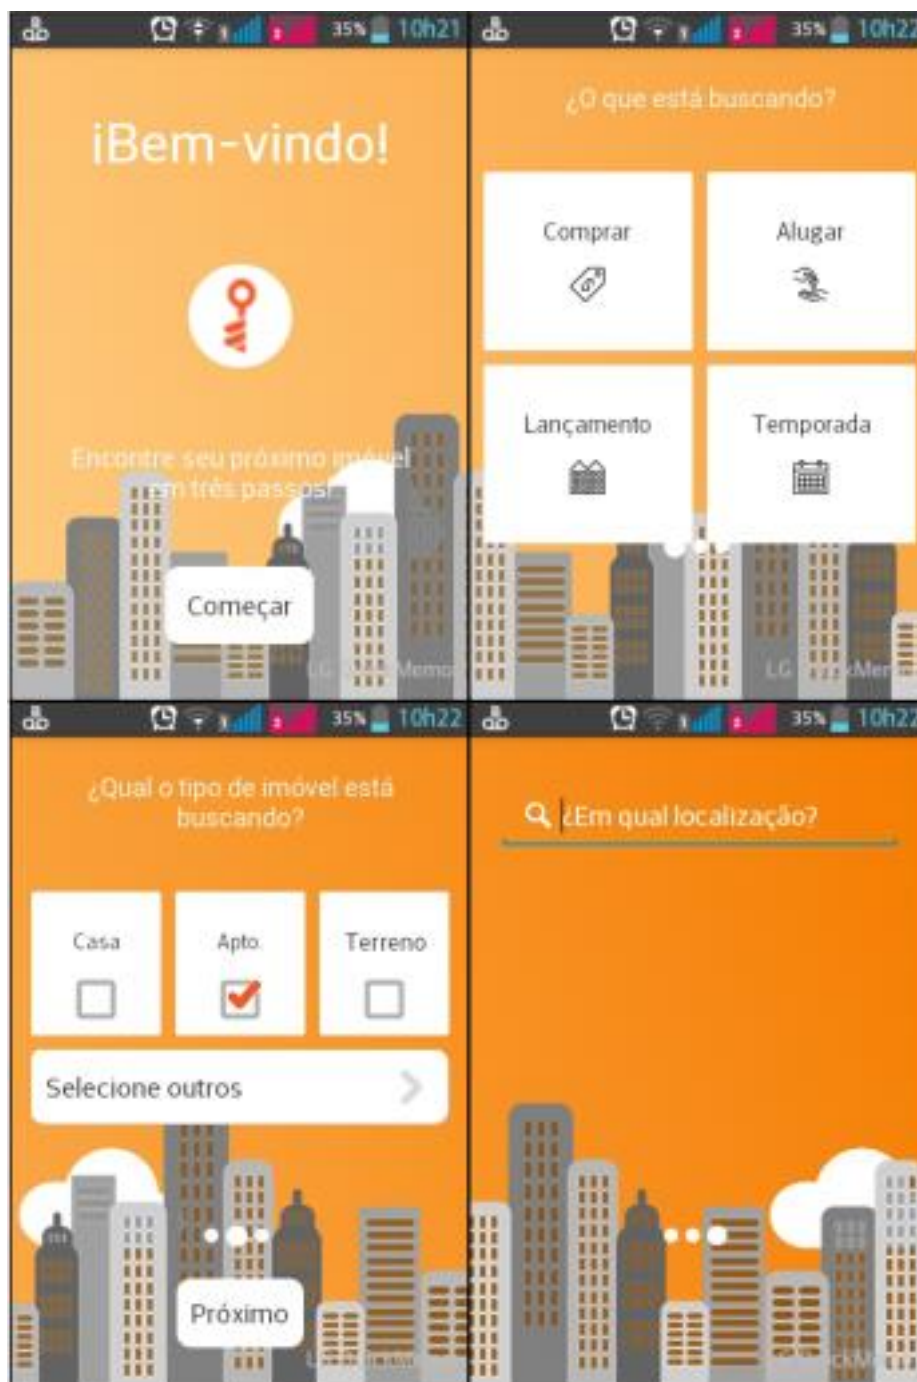 35% 10h21
¡Bem-vindo!
Encontre seu próximo imóvel
em três passos!
Começar
35% 10h22
¿O que está buscando?
Comprar
Alugar
Lançamento
Temporada
35% 10h22
¿Qual o tipo de imóvel está
buscando?
Casa
Apto.
Terreno
Selecione outros
Próximo
35% 10h22
¿Em qual localização?